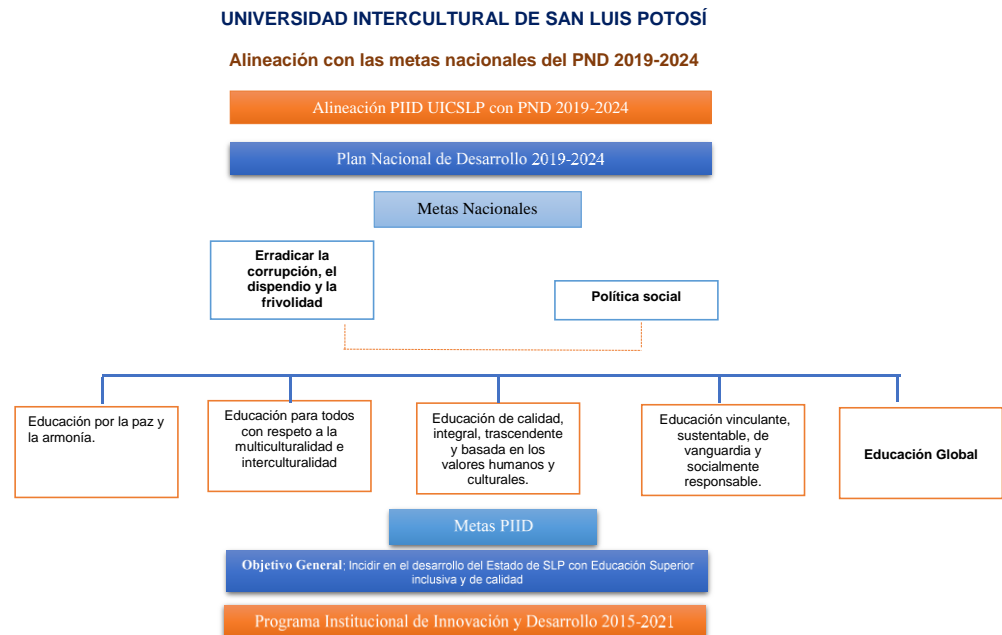 UNIVERSIDAD INTERCULTURAL DE SAN LUIS POTOSÍ
Alineación con las metas nacionales del PND 2019-2024
Alineación PIID UICSLP con PND 2019-2024
Plan Nacional de Desarrollo 2019-2024
Metas Nacionales
Erradicar la
corrupción, el
dispendio y la
frivolidad
Política social
Educación por la paz y
la armonía.
Educación para todos
con respeto a la
multiculturalidad e
interculturalidad
Educación de calidad,
integral, trascendente
y basada en los
valores humanos y
culturales.
Educación vinculante,
sustentable, de
vanguardia y
socialmente
responsable.
Educación Global
Metas PIID
Objetivo General: Incidir en el desarrollo del Estado de SLP con Educación Superior
inclusiva y de calidad
Programa Institucional de Innovación y Desarrollo 2015-2021